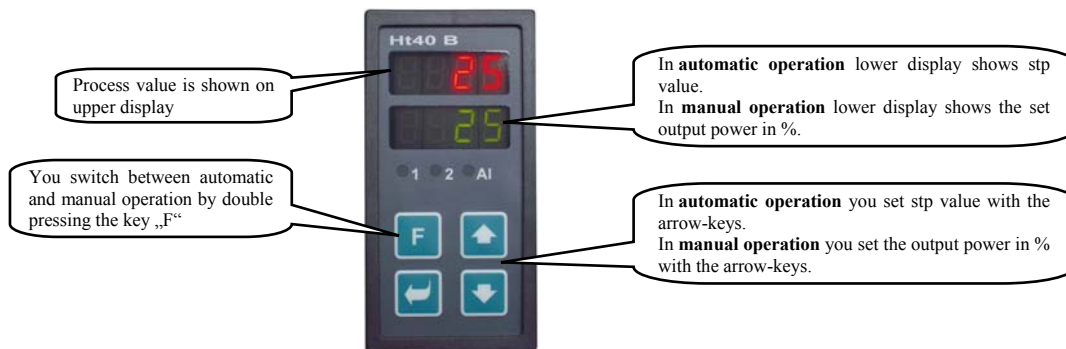 Ht40 B
25
25
1 2 Al
F
Process value is shown on
upper display
You switch between automatic
and manual operation by double
pressing the key „F“
In automatic operation lower display shows stp
value.
In manual operation lower display shows the set
output power in %.
In automatic operation you set stp value with the
arrow-keys.
In manual operation you set the output power in %
with the arrow-keys.